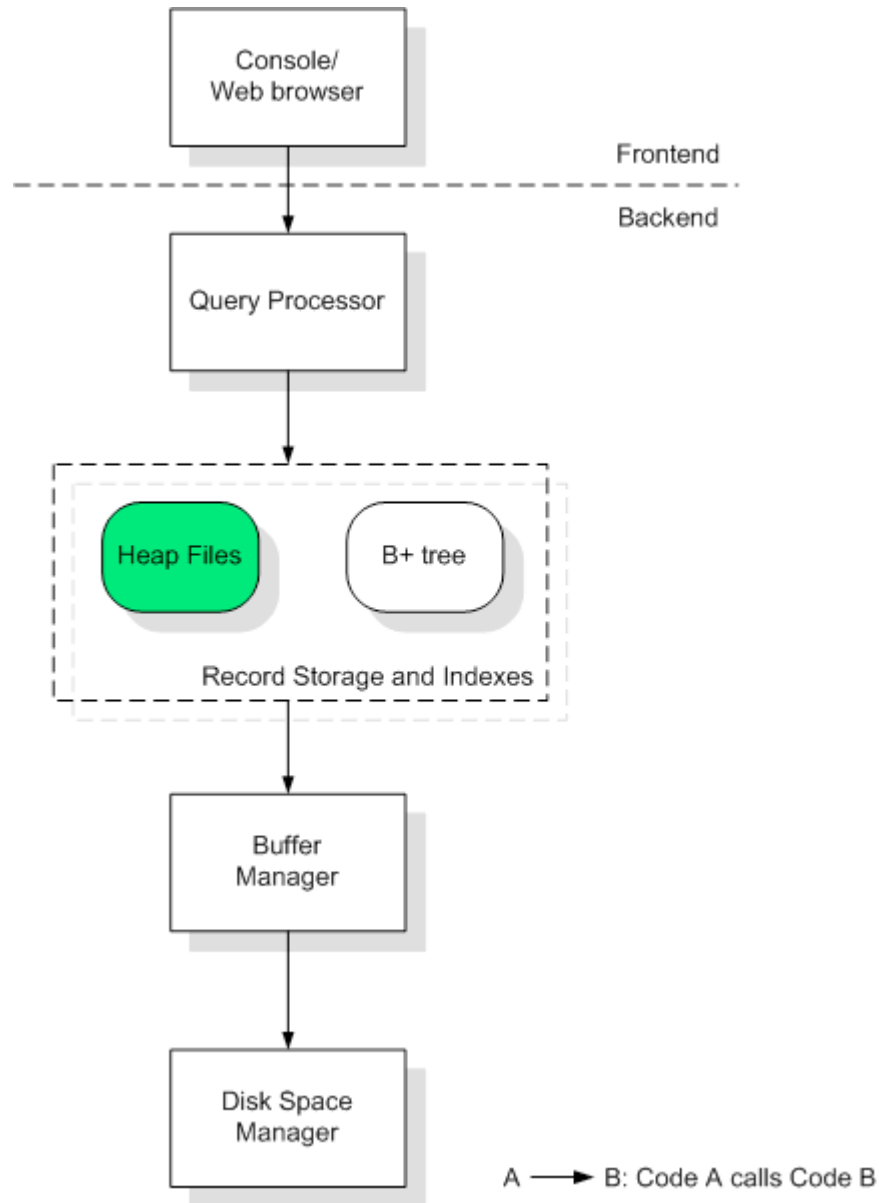 Console/
Web browser
Frontend
Backend
Query Processor
Heap Files
B+ tree
Record Storage and Indexes
Buffer
Manager
Disk Space
Manager
A → B: Code A calls Code B